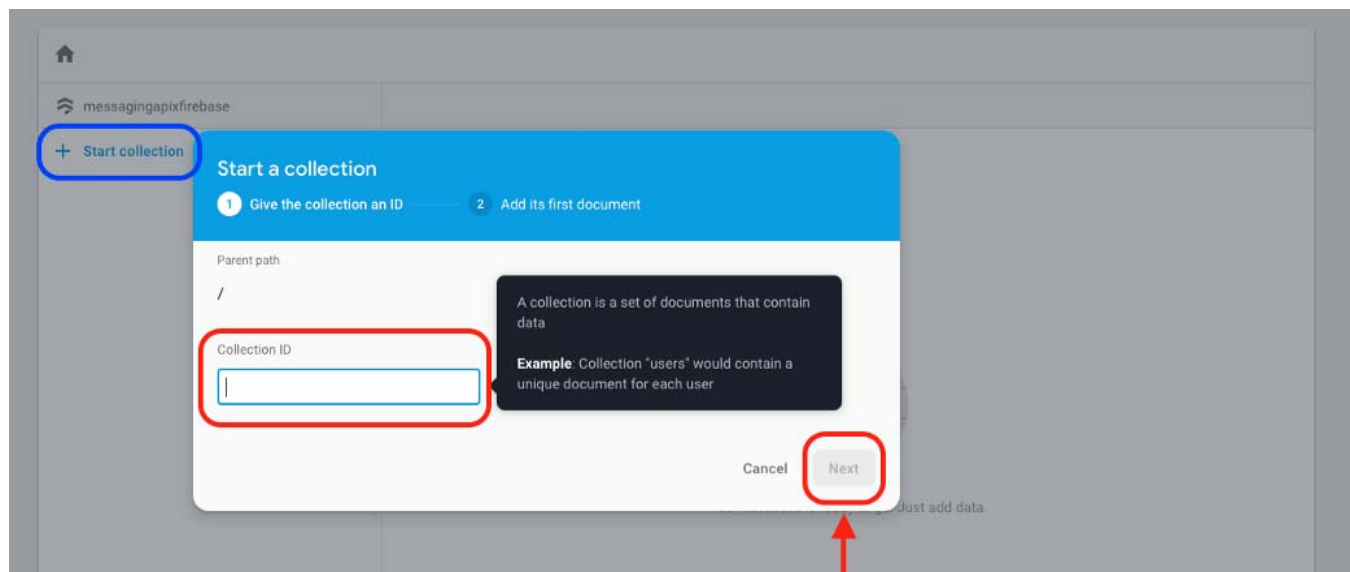 messagingapixfirebase
+ Start collection
Start a collection
1 Give the collection an ID
2 Add its first document
Parent path
/
A collection is a set of documents that contain
data
Collection ID
Example: Collection "users" would contain a
unique document for each user
Cancel
Next
Just add data.